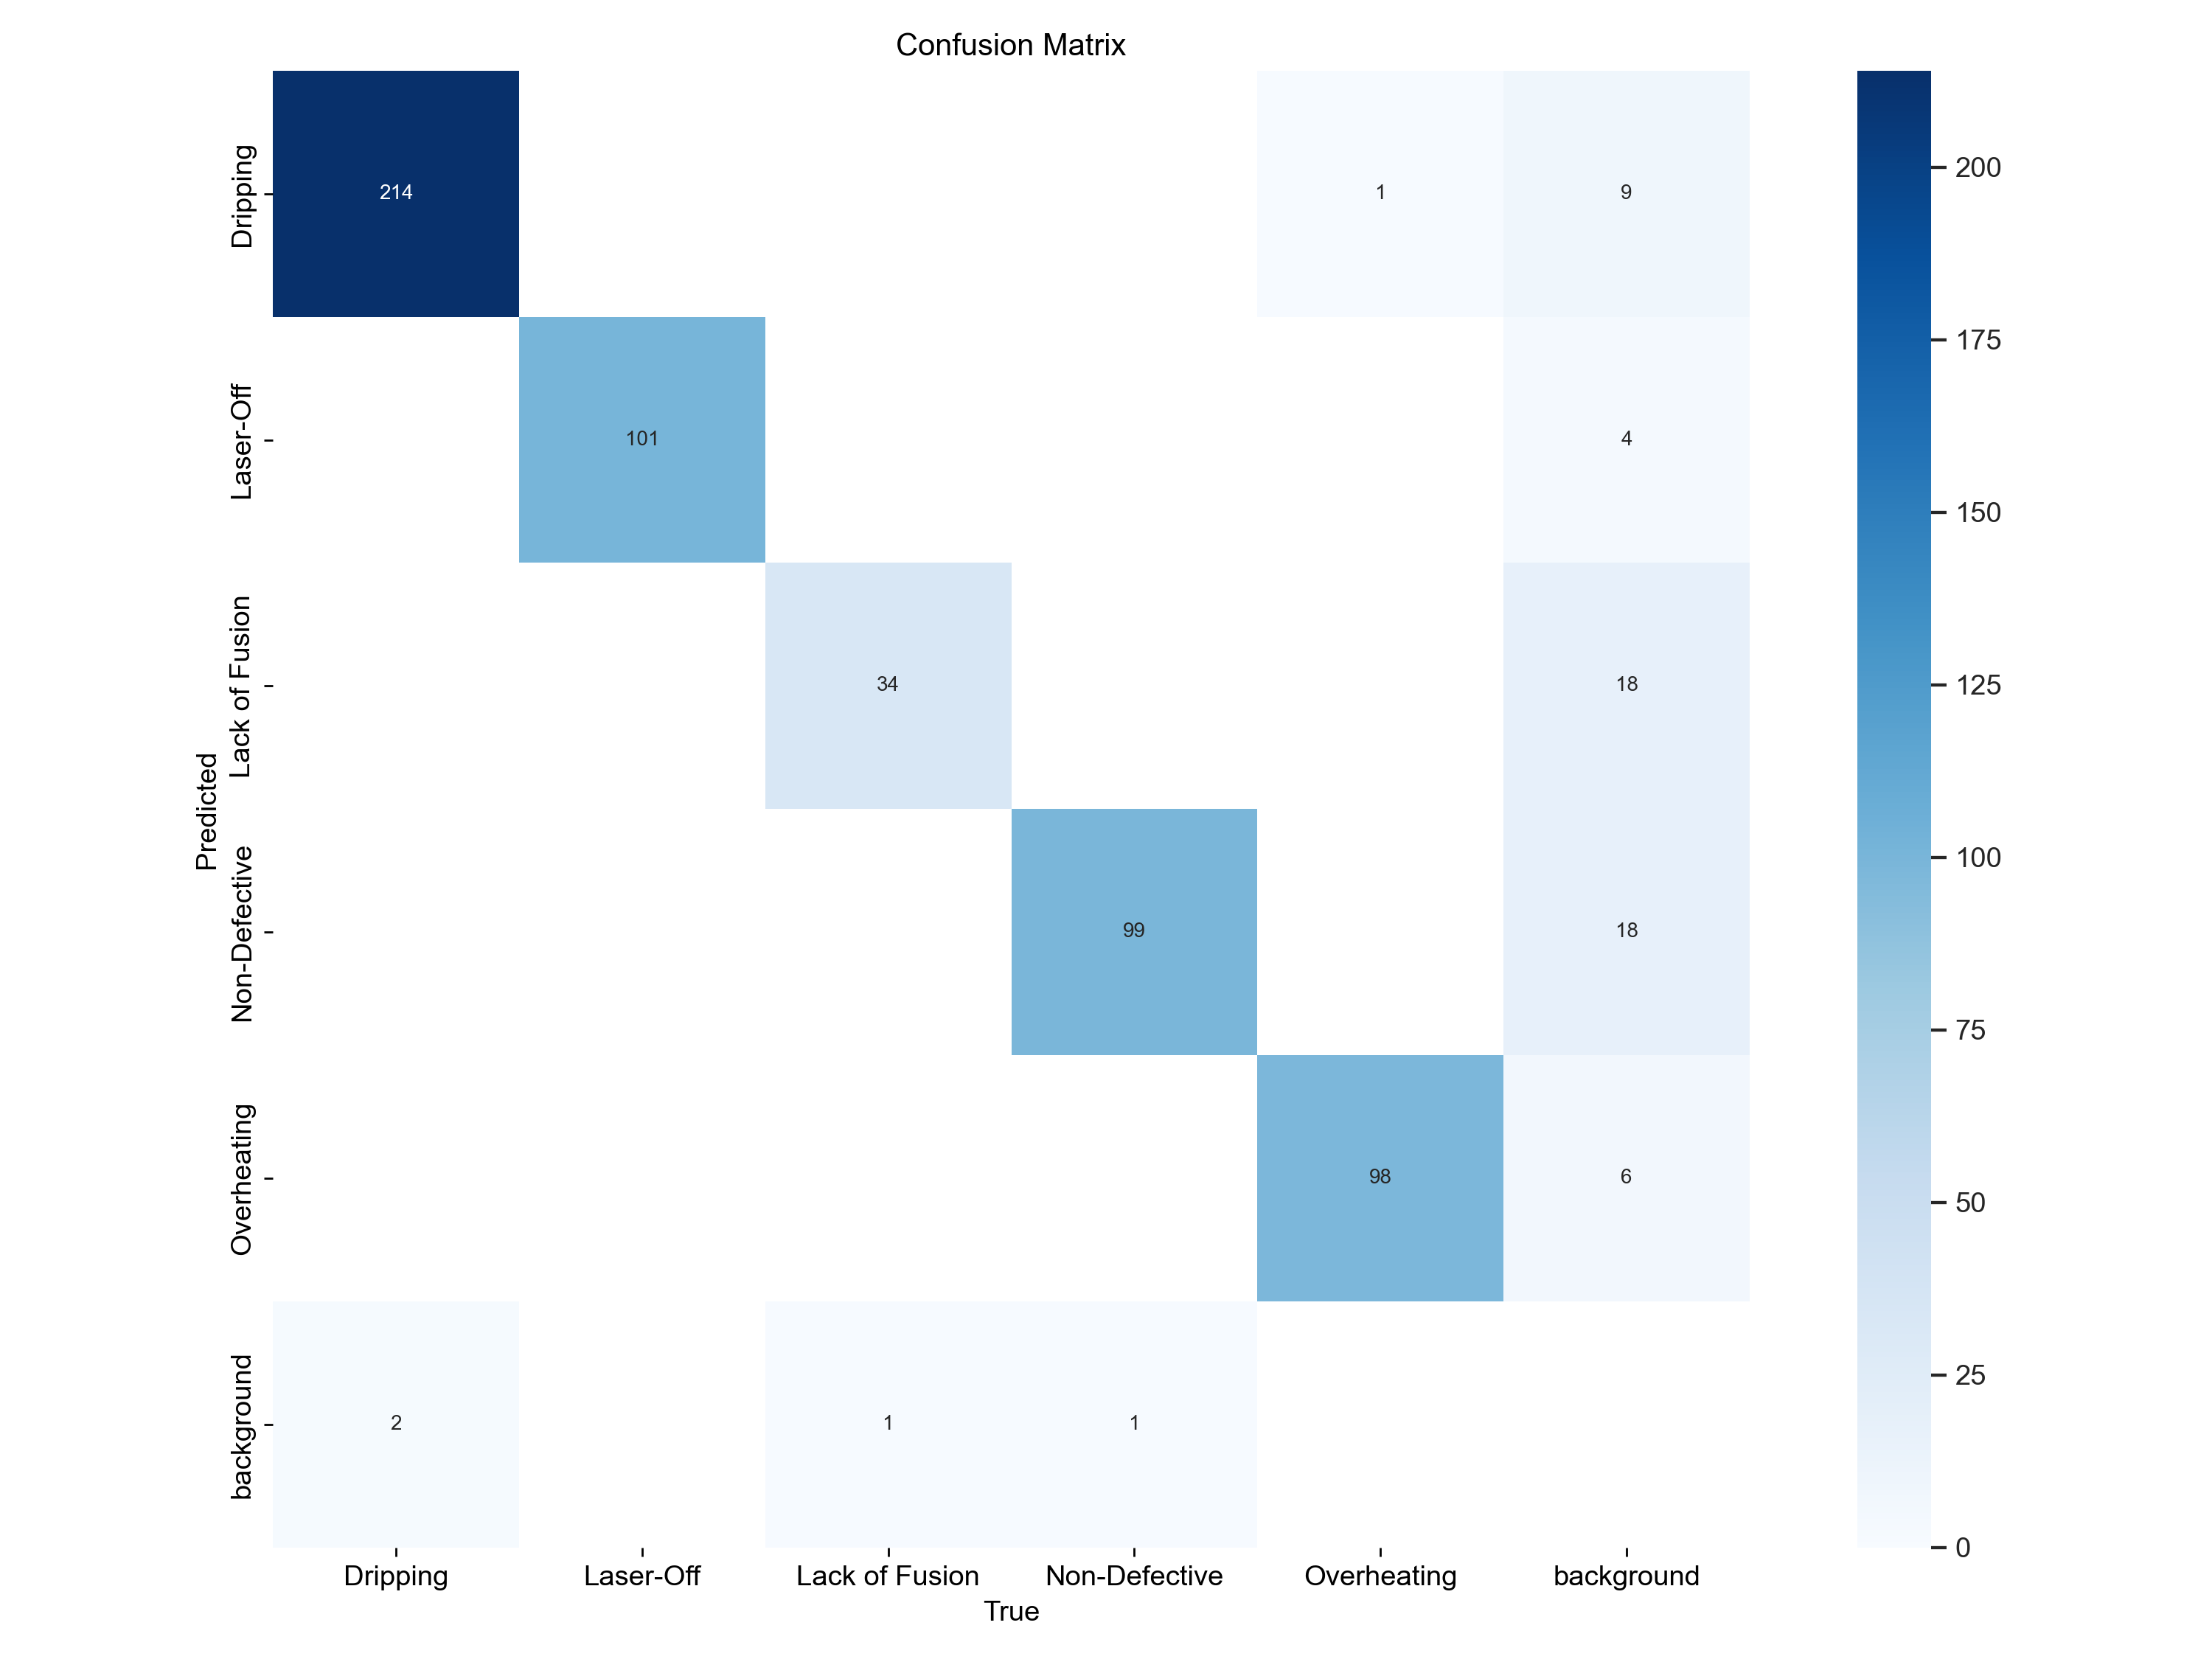 Confusion Matrix
Predicted
Dripping
214
1
9
Laser-Off
101
4
Lack of Fusion
34
18
Non-Defective
99
18
Overheating
98
6
background
2
1
1
Dripping
Laser-Off
Lack of Fusion
Non-Defective
Overheating
background
True
200
175
150
125
100
75
50
25
0